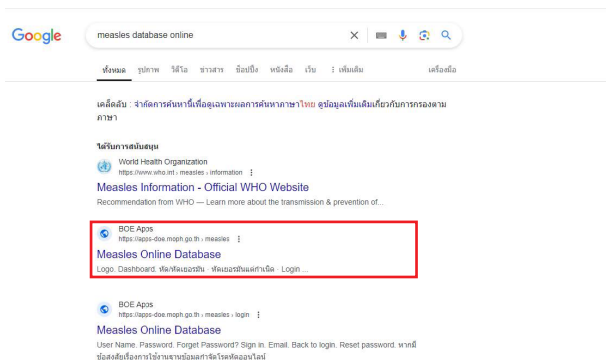 Google
measles database online
ทั้งหมด รูปภาพ วิดีโอ ข่าวสาร ช็อปปิ้ง หนังสือ เว็บ : เพิ่มเติม เครื่องมือ
เคล็ดลับ : จำกัดการค้นหานี้เพื่อดูเฉพาะผลการค้นหาภาษาไทย ดูข้อมูลเพิ่มเติมเกี่ยวกับการกรองตาม
ภาษา
ได้รับการสนับสนุน
World Health Organization
https://www.who.int › measles › information
Measles Information - Official WHO Website
Recommendation from WHO — Learn more about the transmission & prevention of...
BOE Apps
https://apps-doe.moph.go.th › measles
Measles Online Database
Logo. Dashboard. หัด/หัดเยอรมัน · หัดเยอรมันแต่กำเนิด · Login ...
BOE Apps
https://apps-doe.moph.go.th › measles › login
Measles Online Database
User Name. Password. Forget Password? Sign in. Email. Back to login. Reset password. หากมี
ข้อสงสัยเรื่องการใช้งานฐานข้อมูลกำจัดโรคหัดออนไลน์